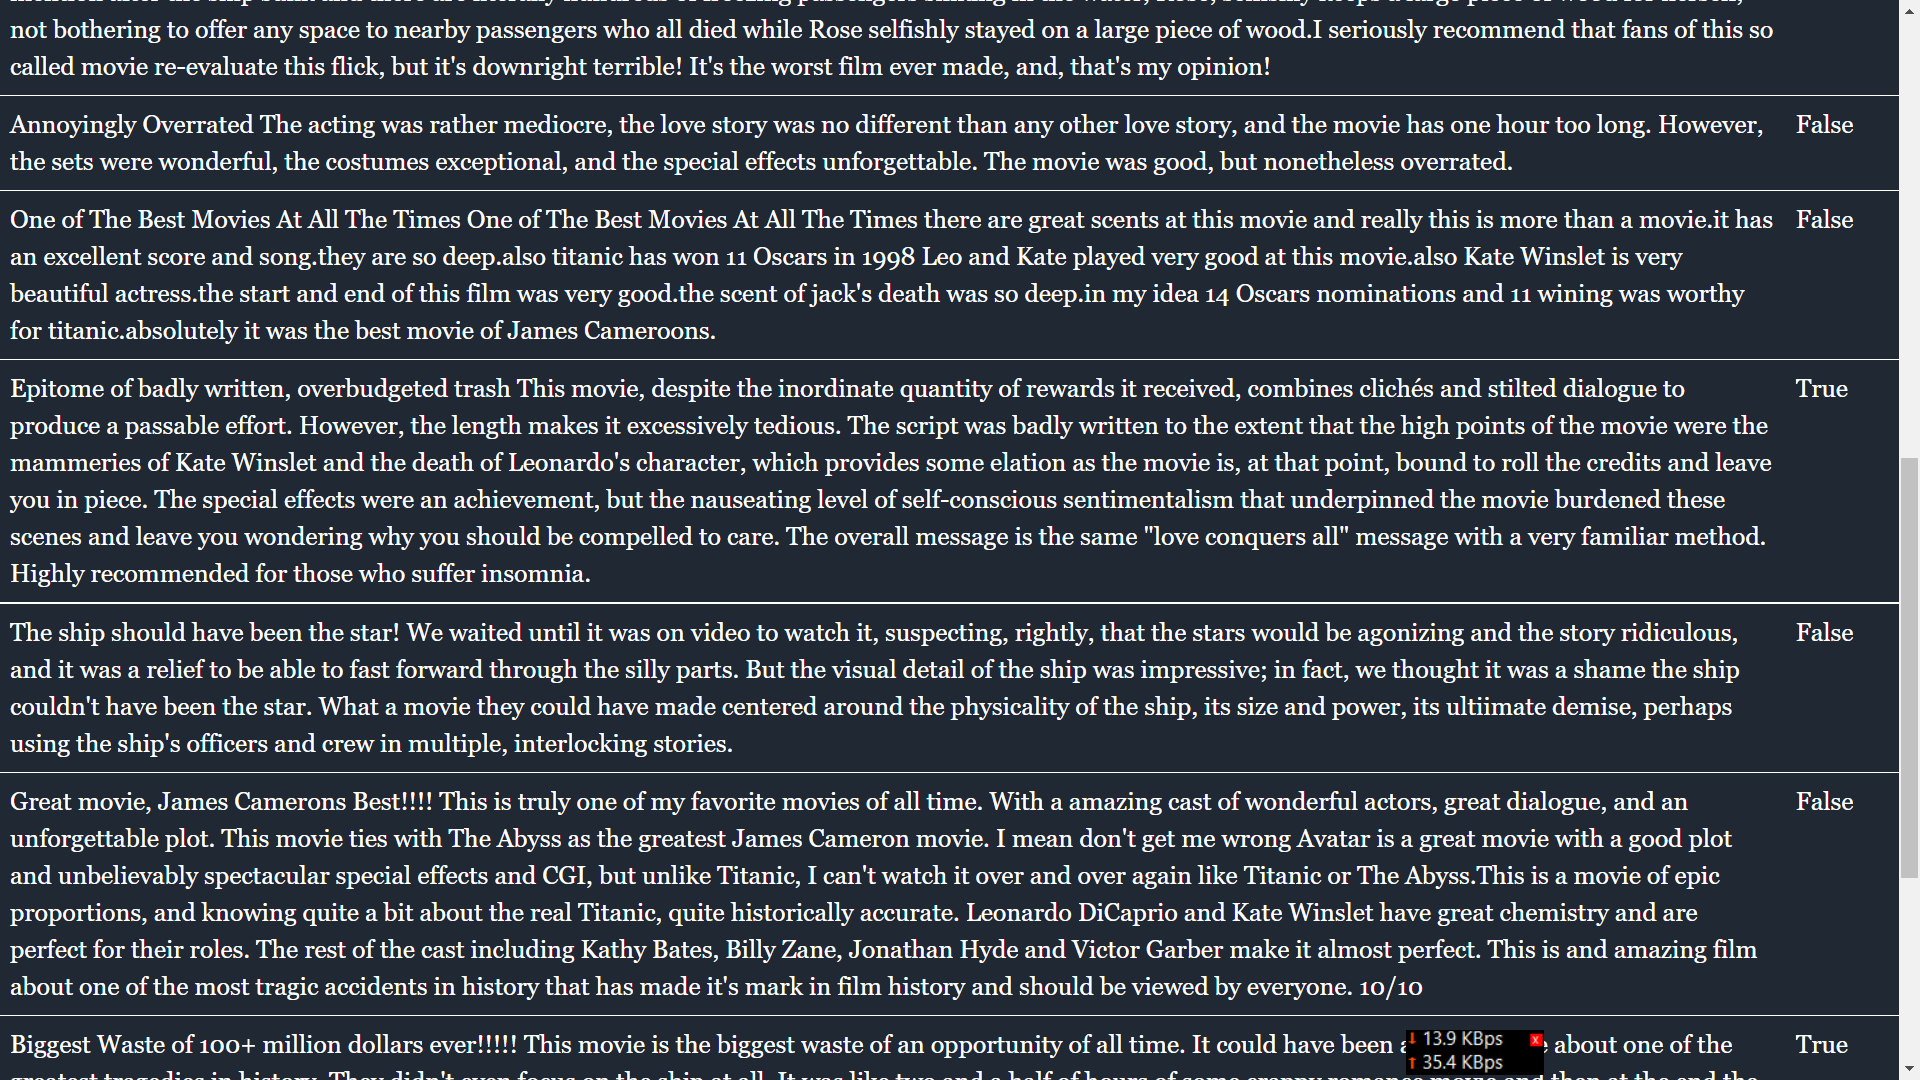 not bothering to offer any space to nearby passengers who all died while Rose selfishly stayed on a large piece of wood.I seriously recommend that fans of this so
called movie re-evaluate this flick, but it's downright terrible! It's the worst film ever made, and, that's my opinion!
Annoyingly Overrated The acting was rather mediocre, the love story was no different than any other love story, and the movie has one hour too long. However, False
the sets were wonderful, the costumes exceptional, and the special effects unforgettable. The movie was good, but nonetheless overrated.
One of The Best Movies At All The Times One of The Best Movies At All The Times there are great scents at this movie and really this is more than a movie.it has False
an excellent score and song.they are so deep.also titanic has won 11 Oscars in 1998 Leo and Kate played very good at this movie.also Kate Winslet is very
beautiful actress.the start and end of this film was very good.the scent of jack's death was so deep.in my idea 14 Oscars nominations and 11 wining was worthy
for titanic.absolutely it was the best movie of James Cameroons.
Epitome of badly written, overbudgeted trash This movie, despite the inordinate quantity of rewards it received, combines clichés and stilted dialogue to True
produce a passable effort. However, the length makes it excessively tedious. The script was badly written to the extent that the high points of the movie were the
mammeries of Kate Winslet and the death of Leonardo's character, which provides some elation as the movie is, at that point, bound to roll the credits and leave
you in piece. The special effects were an achievement, but the nauseating level of self-conscious sentimentalism that underpinned the movie burdened these
scenes and leave you wondering why you should be compelled to care. The overall message is the same "love conquers all" message with a very familiar method.
Highly recommended for those who suffer insomnia.
The ship should have been the star! We waited until it was on video to watch it, suspecting, rightly, that the stars would be agonizing and the story ridiculous, False
and it was a relief to be able to fast forward through the silly parts. But the visual detail of the ship was impressive; in fact, we thought it was a shame the ship
couldn't have been the star. What a movie they could have made centered around the physicality of the ship, its size and power, its ultiimate demise, perhaps
using the ship's officers and crew in multiple, interlocking stories.
Great movie, James Camerons Best!!!! This is truly one of my favorite movies of all time. With a amazing cast of wonderful actors, great dialogue, and an False
unforgettable plot. This movie ties with The Abyss as the greatest James Cameron movie. I mean don't get me wrong Avatar is a great movie with a good plot
and unbelievably spectacular special effects and CGI, but unlike Titanic, I can't watch it over and over again like Titanic or The Abyss.This is a movie of epic
proportions, and knowing quite a bit about the real Titanic, quite historically accurate. Leonardo DiCaprio and Kate Winslet have great chemistry and are
perfect for their roles. The rest of the cast including Kathy Bates, Billy Zane, Jonathan Hyde and Victor Garber make it almost perfect. This is and amazing film
about one of the most tragic accidents in history that has made it's mark in film history and should be viewed by everyone. 10/10
Biggest Waste of 100+ million dollars ever!!!!! This movie is the biggest waste of an opportunity of all time. It could have been about one of the True
13.9 KBps
35.4 KBps